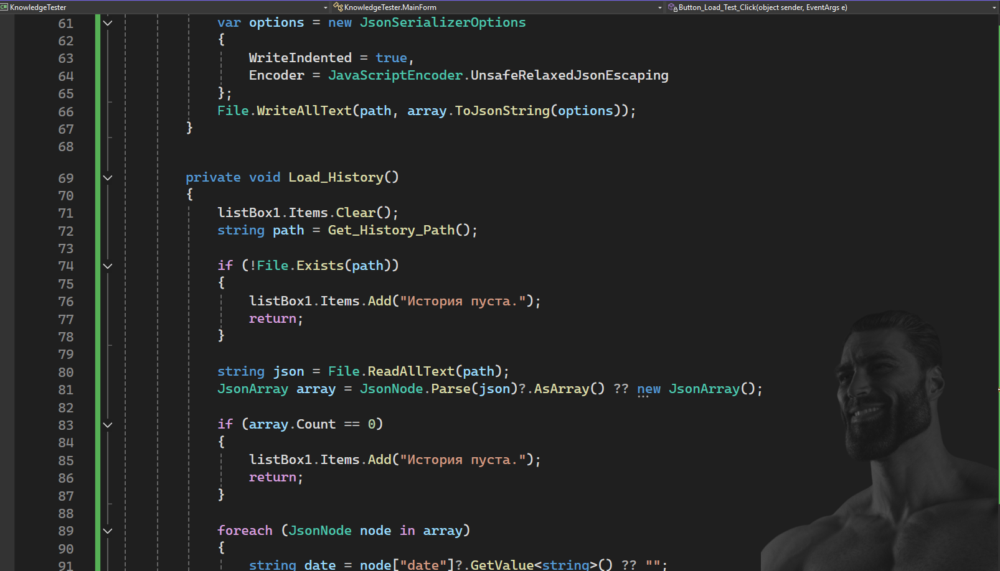 C# KnowledgeTester KnowledgeTester.MainForm Button_Load_Test_Click(object sender, EventArgs e)
61 var options = new JsonSerializerOptions
62 {
63 WriteIndented = true,
64 Encoder = JavaScriptEncoder.UnsafeRelaxedJsonEscaping
65 };
66 File.WriteAllText(path, array.ToJsonString(options));
67 }
68
69 private void Load_History()
70 {
71 listBox1.Items.Clear();
72 string path = Get_History_Path();
73
74 if (!File.Exists(path))
75 {
76 listBox1.Items.Add("История пуста.");
77 return;
78 }
79
80 string json = File.ReadAllText(path);
81 JsonArray array = JsonNode.Parse(json)?.AsArray() ?? new JsonArray();
82
83 if (array.Count == 0)
84 {
85 listBox1.Items.Add("История пуста.");
86 return;
87 }
88
89 foreach (JsonNode node in array)
90 {
91 string date = node["date"]?.GetValue<string>() ?? "";